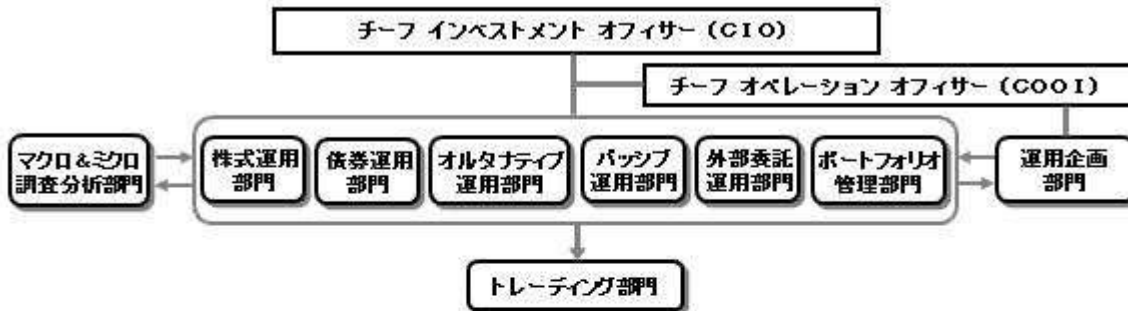 チーフ インベストメント オフィサー（CIO）
チーフ オペレーション オフィサー（COOI）
マクロ＆ミクロ
調査分析部門
株式運用
部門
債券運用
部門
オルタナティブ
運用部門
パッシブ
運用部門
外部委託
運用部門
ポートフォリオ
管理部門
運用企画
部門
トレーディング部門